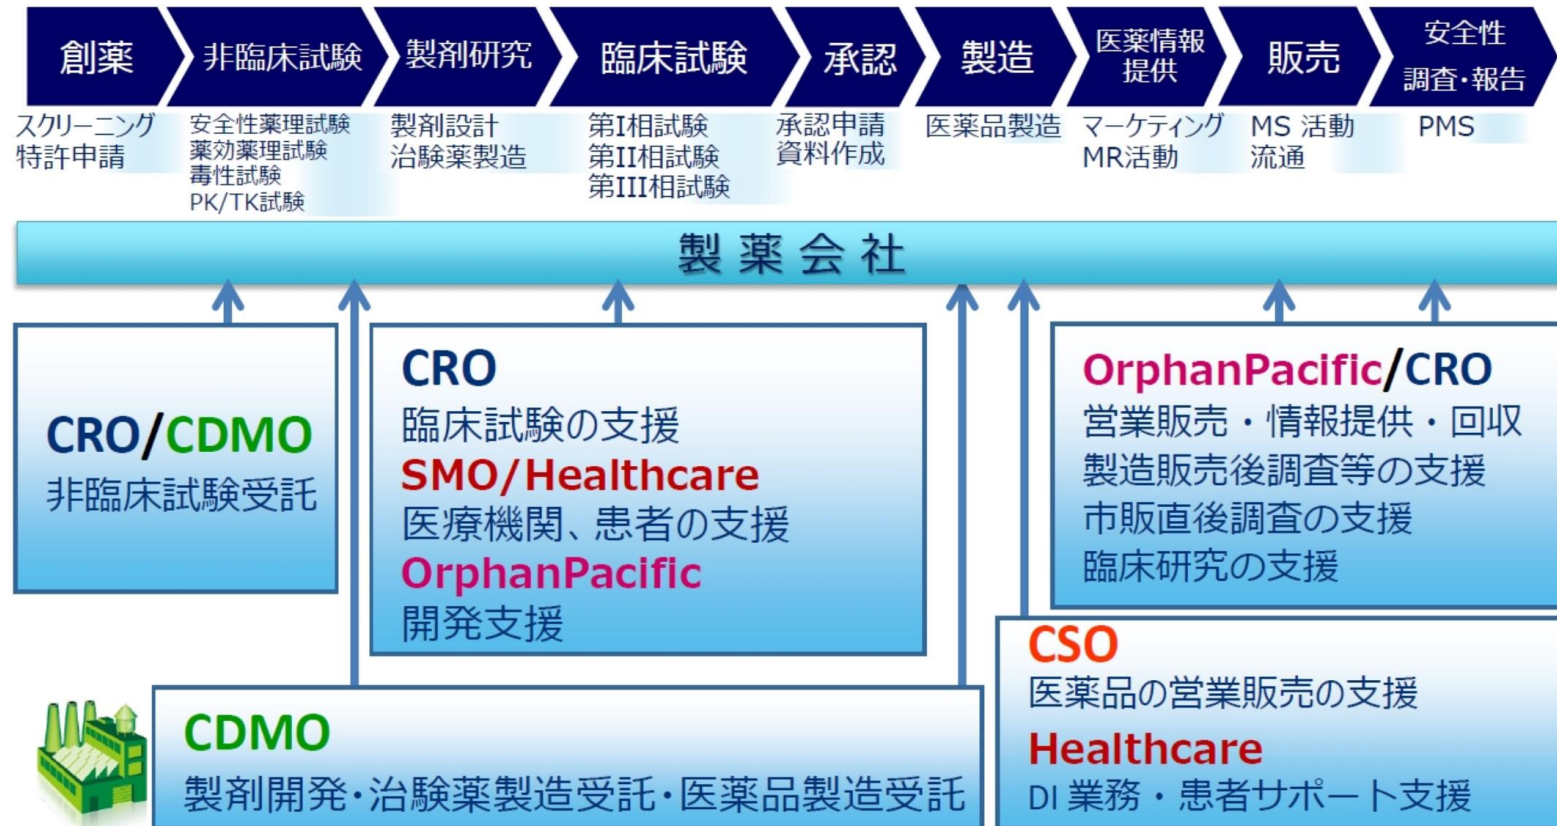 創薬
非臨床試験
製剤研究
臨床試験
承認
製造
医薬情報
提供
販売
安全性
調査・報告
スクリーニング
特許申請
安全性薬理試験
薬効薬理試験
毒性試験
PK/TK試験
製剤設計
治験薬製造
第I相試験
第II相試験
第III相試験
承認申請
資料作成
医薬品製造
マーケティング
MR活動
MS 活動
流通
PMS
製薬会社
CRO/CDMO
非臨床試験受託
CRO
臨床試験の支援
SMO/Healthcare
医療機関、患者の支援
OrphanPacific
開発支援
OrphanPacific/CRO
営業販売・情報提供・回収
製造販売後調査等の支援
市販直後調査の支援
臨床研究の支援
CDMO
製剤開発・治験薬製造受託・医薬品製造受託
CSO
医薬品の営業販売の支援
Healthcare
DI 業務・患者サポート支援